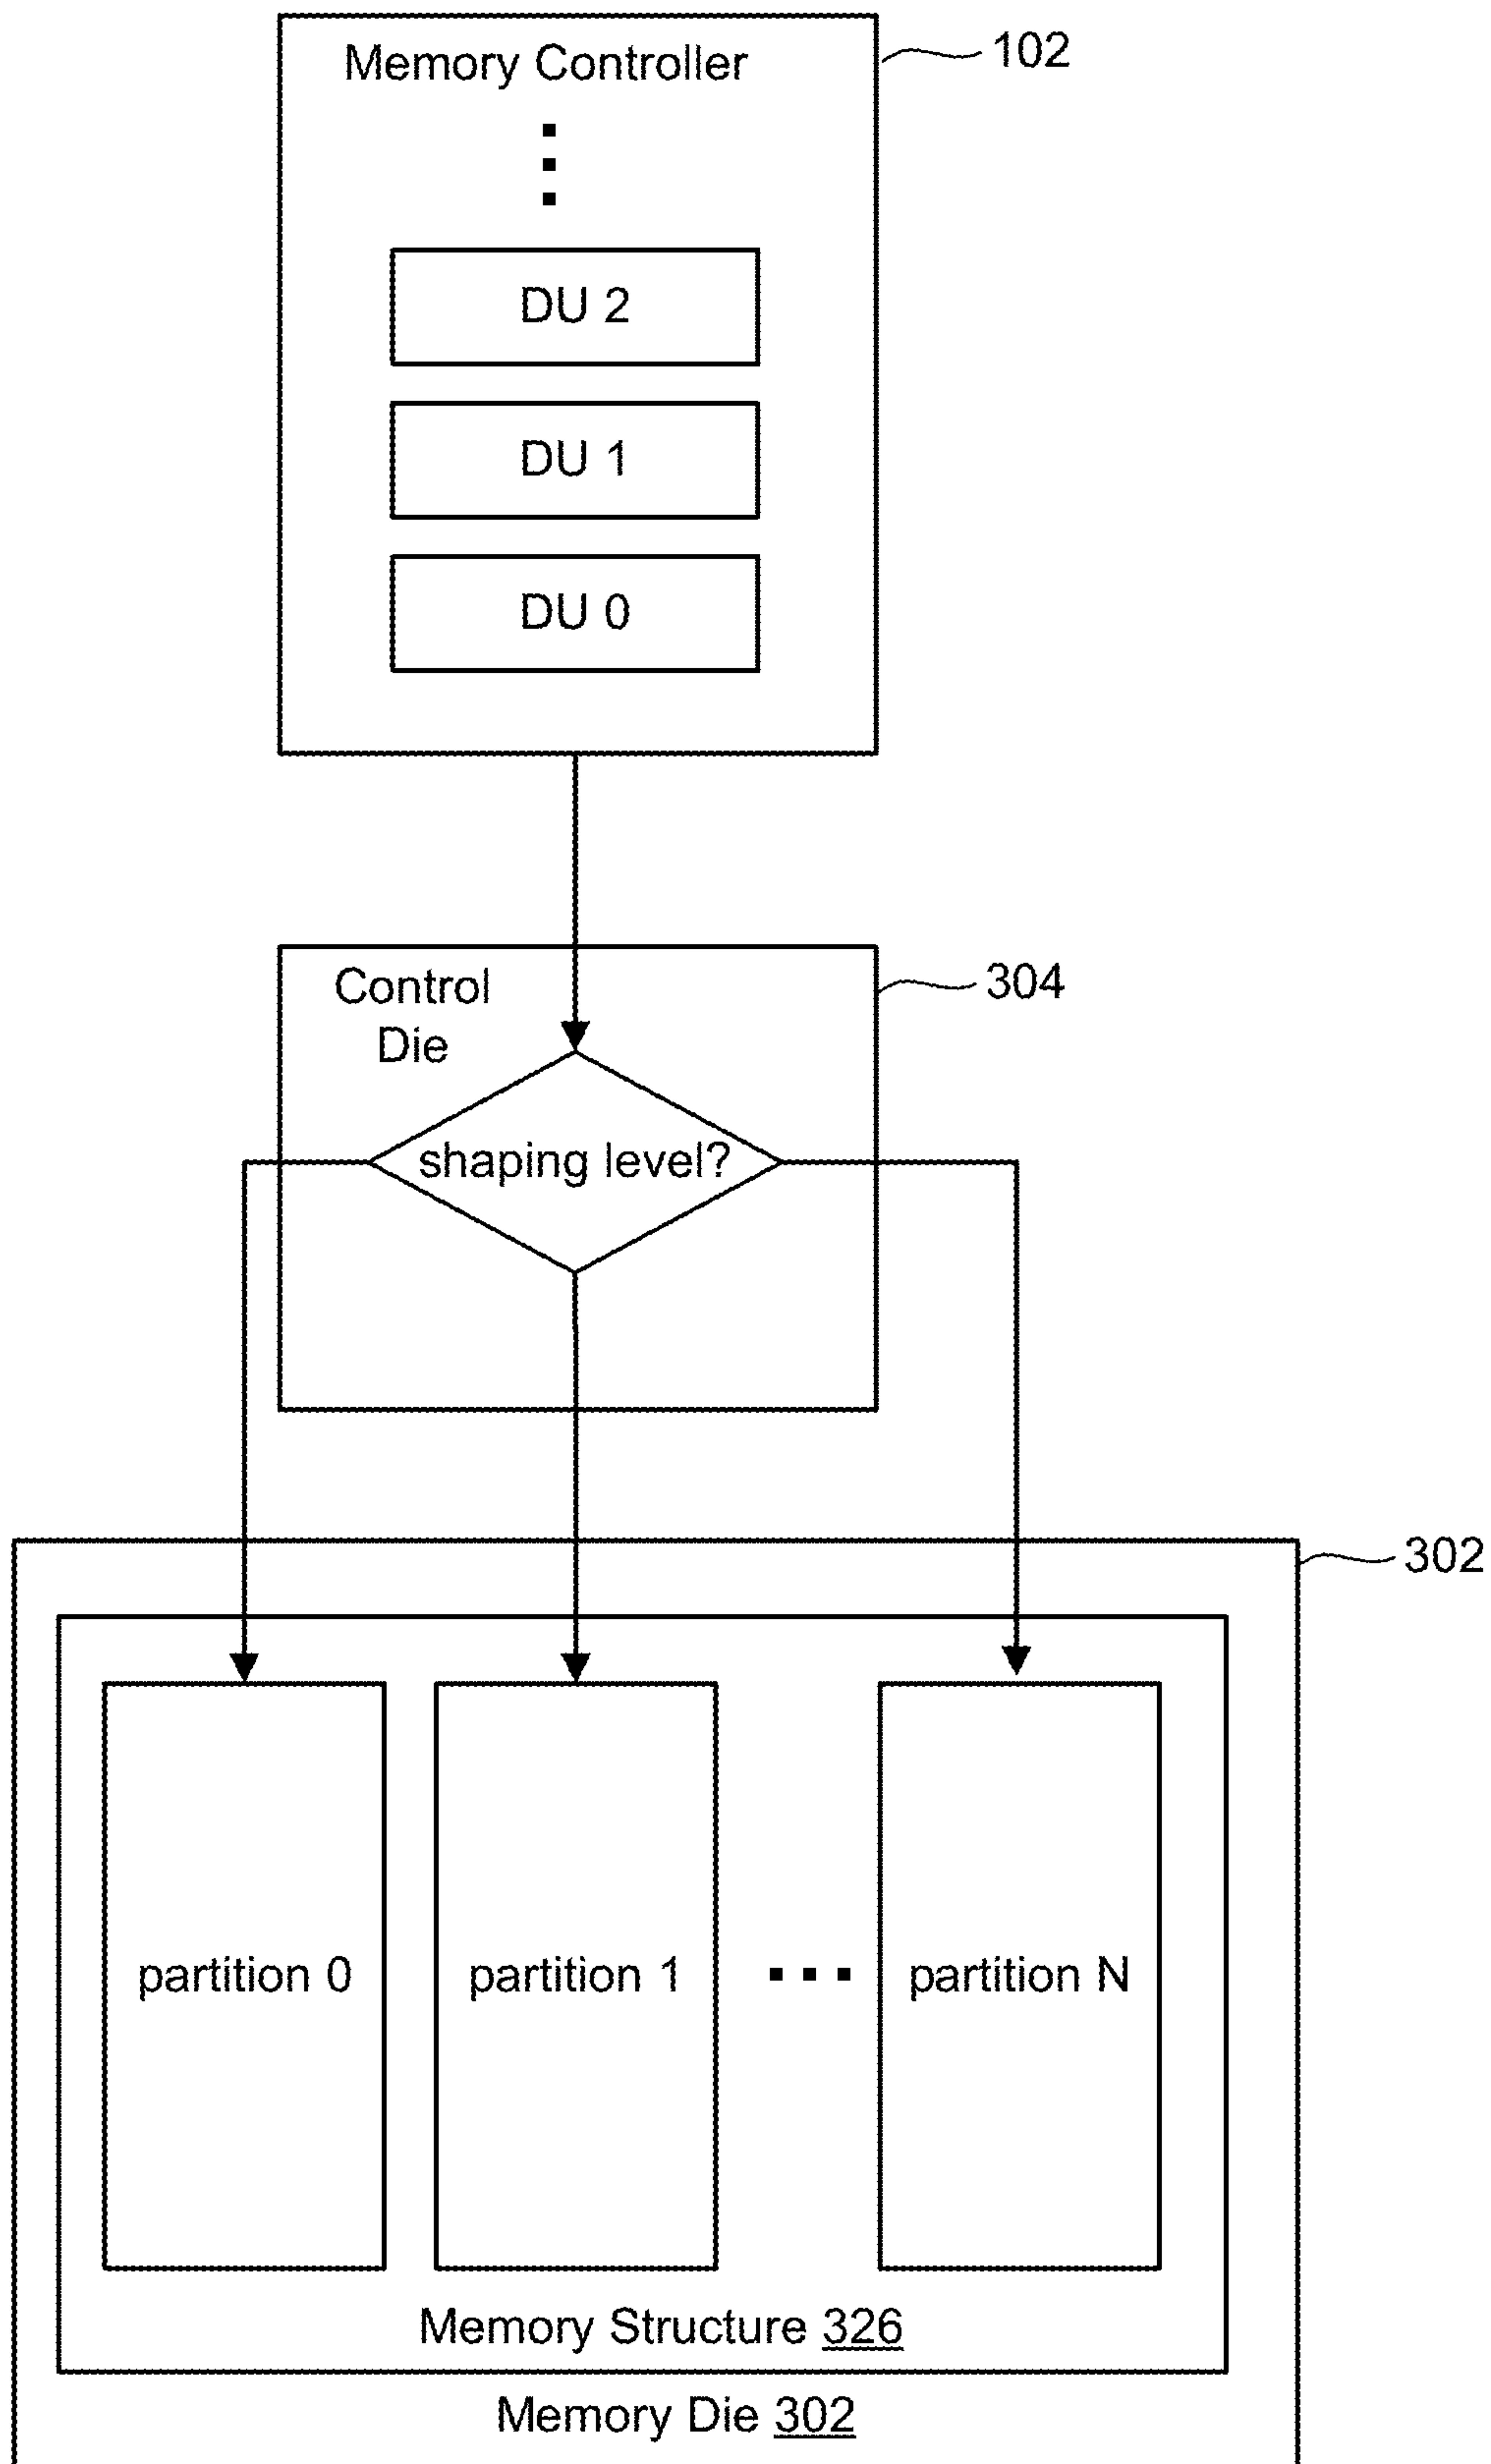 Memory Controller
102
DU 2
DU 1
DU 0
Control
Die
304
shaping level?
302
partition 0
partition 1
partition N
Memory Structure 326
Memory Die 302